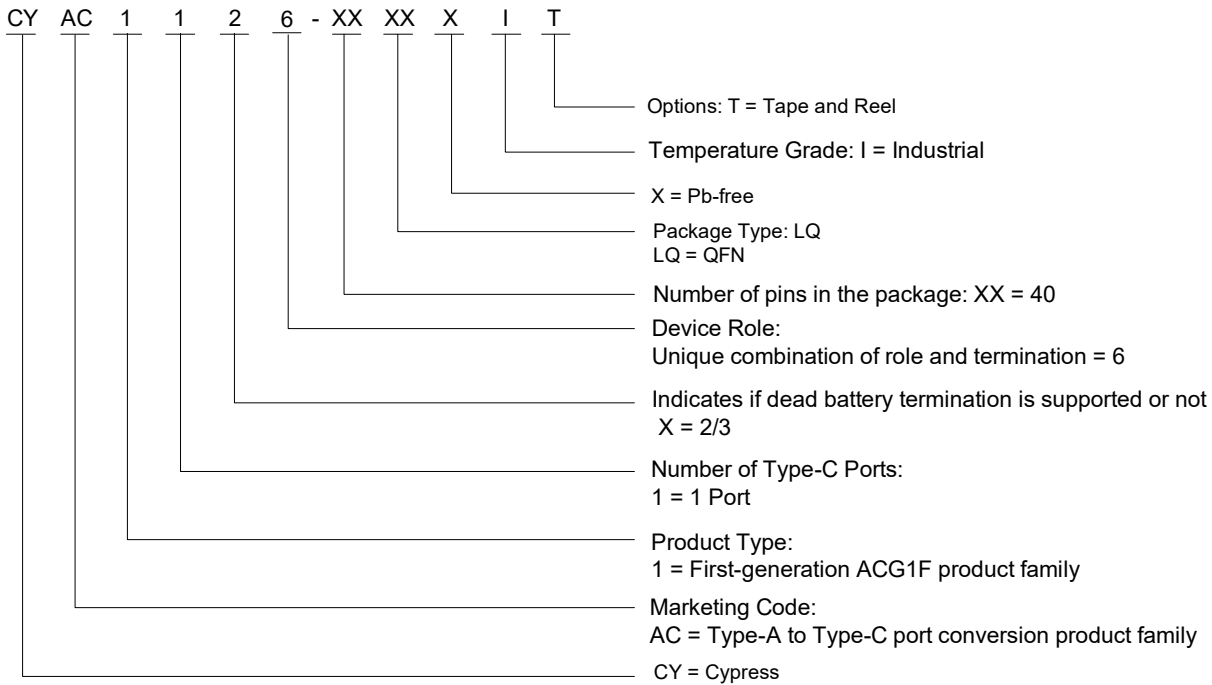 CY AC 1 1 2 6 - XX XX X I T
Options: T = Tape and Reel
Temperature Grade: I = Industrial
X = Pb-free
Package Type: LQ
LQ = QFN
Number of pins in the package: XX = 40
Device Role:
Unique combination of role and termination = 6
Indicates if dead battery termination is supported or not
X = 2/3
Number of Type-C Ports:
1 = 1 Port
Product Type:
1 = First-generation ACG1F product family
Marketing Code:
AC = Type-A to Type-C port conversion product family
CY = Cypress